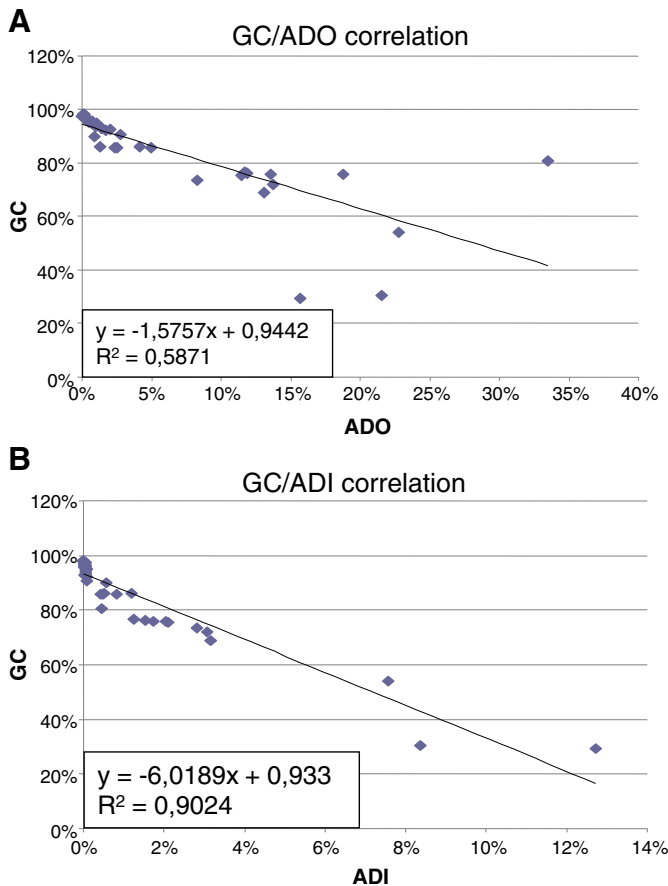 A
GC/ADO correlation
120%
100%
80%
60%
40%
20%
0%
GC
y = -1,5757x + 0,9442
R² = 0,5871
0% 5% 10% 15% 20% 25% 30% 35% 40%
ADO
B
GC/ADI correlation
120%
100%
80%
60%
40%
20%
0%
GC
y = -6,0189x + 0,933
R² = 0,9024
0% 2% 4% 6% 8% 10% 12% 14%
ADI